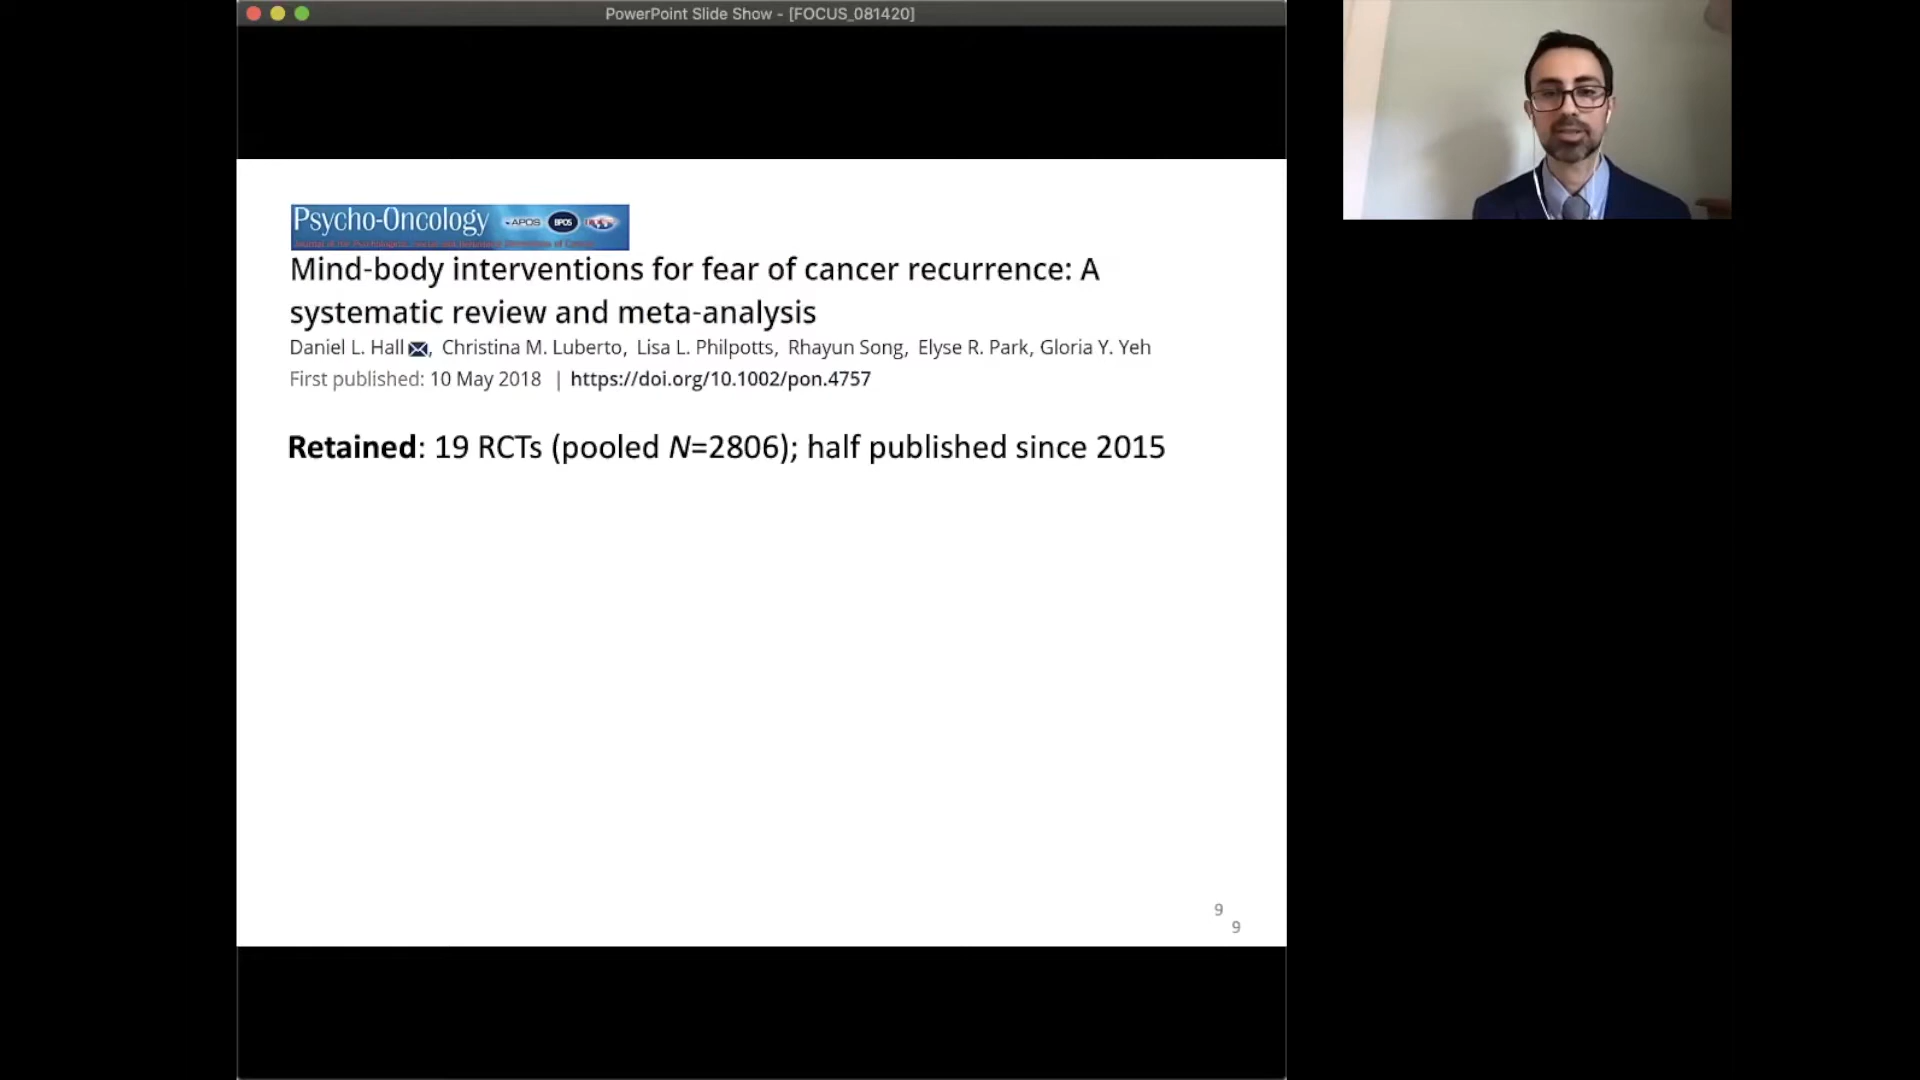 PowerPoint Slide Show - [FOCUS_081420]
Psycho-Oncology
APOS BPOS
Mind-body interventions for fear of cancer recurrence: A
systematic review and meta-analysis
Daniel L. Hall, Christina M. Luberto, Lisa L. Philpotts, Rhayun Song, Elyse R. Park, Gloria Y. Yeh
First published: 10 May 2018 | https://doi.org/10.1002/pon.4757
Retained: 19 RCTs (pooled N=2806); half published since 2015
9
9